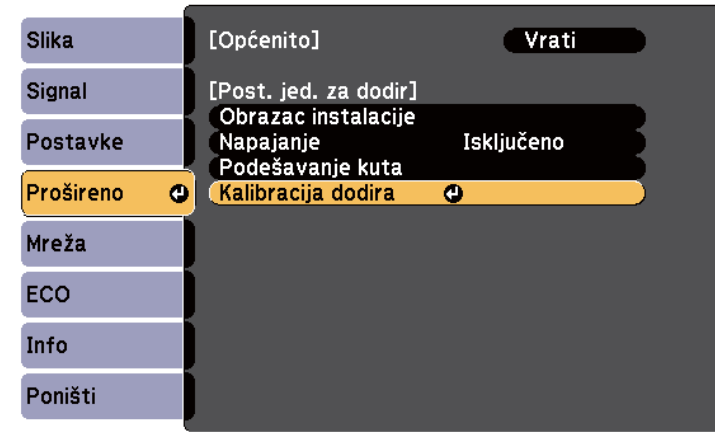 Slika
Signal
Postavke
Prošireno
Mreža
ECO
Info
Poništi
[Općenito] Vrati
[Post. jed. za dodir]
Obrazac instalacije
Napajanje Isključeno
Podešavanje kuta
Kalibracija dodira